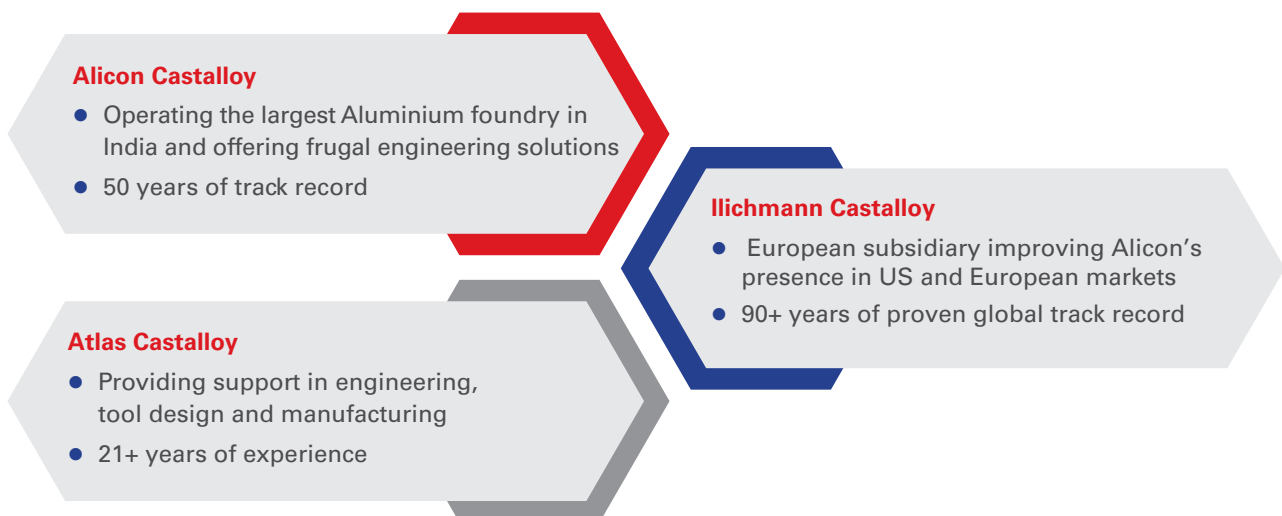 Alicon Castalloy
• Operating the largest Aluminium foundry in
India and offering frugal engineering solutions
• 50 years of track record
Illichmann Castalloy
• European subsidiary improving Alicon's
presence in US and European markets
• 90+ years of proven global track record
Atlas Castalloy
• Providing support in engineering,
tool design and manufacturing
• 21+ years of experience